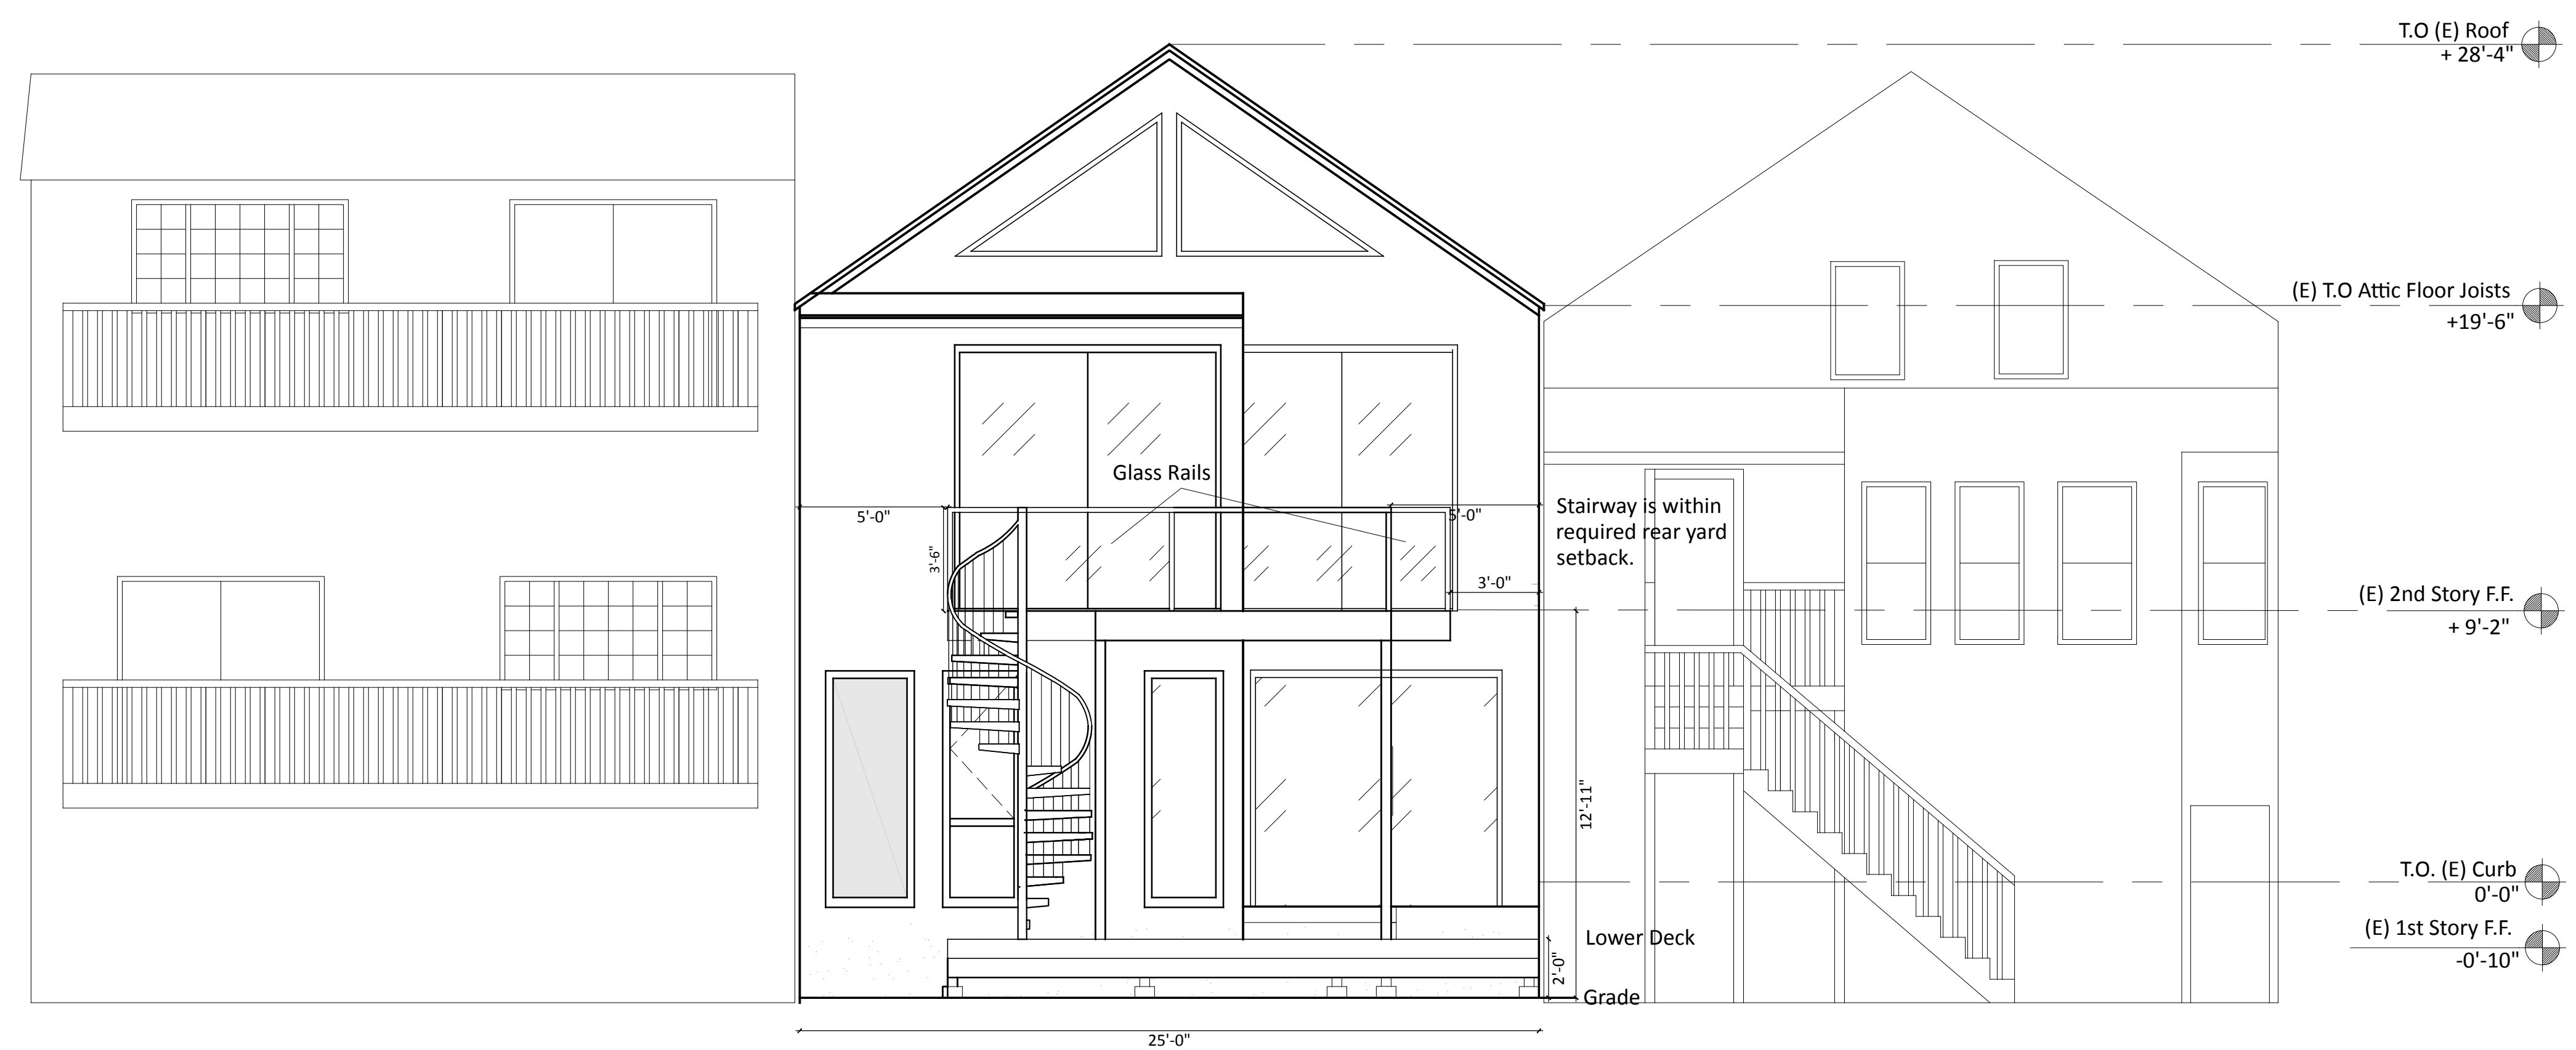 T.O (E) Roof
+ 28'-4"
(E) T.O Attic Floor Joists
+19'-6"
Glass Rails
5'-0"
5'-0"
Stairway is within
required rear yard
setback.
3'-6"
3'-0"
(E) 2nd Story F.F.
+ 9'-2"
12'-11"
T.O. (E) Curb
0'-0"
(E) 1st Story F.F.
-0'-10"
Lower Deck
2'-0"
Grade
25'-0"